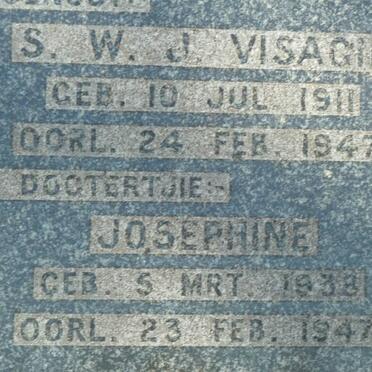 S. W. J. VISAGI
GEB. 10 JUL 1911
OORL. 24 FEB. 1947
DOGTERTJIE:
JOSEPHINE
GEB. 5 MRT. 1938
OORL. 23 FEB. 1947